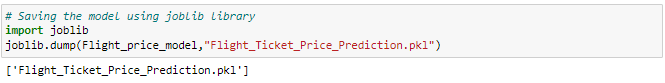 # Saving the model using joblib library
import joblib
joblib.dump(Flight_price_model,"Flight_Ticket_Price_Prediction.pkl")
['Flight_Ticket_Price_Prediction.pkl']